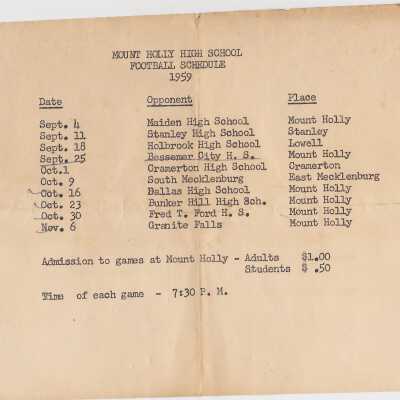 MOUNT HOLLY HIGH SCHOOL
FOOTBALL SCHEDULE
1959
Date Opponent Place
Sept. 4 Maiden High School Mount Holly
Sept. 11 Stanley High School Stanley
Sept. 18 Holbrook High School Lowell
Sept. 25 Bessemer City H. S. Mount Holly
Oct.1 Cramerton High School Cramerton
Oct. 9 South Mecklenburg East Mecklenburg
Oct. 16 Dallas High School Mount Holly
Oct. 23 Bunker Hill High Sch. Mount Holly
Oct. 30 Fred T. Ford H. S. Mount Holly
Nov. 6 Granite Falls Mount Holly
Admission to games at Mount Holly - Adults $1.00
Students $ .50
Time of each game - 7:30 P. M.